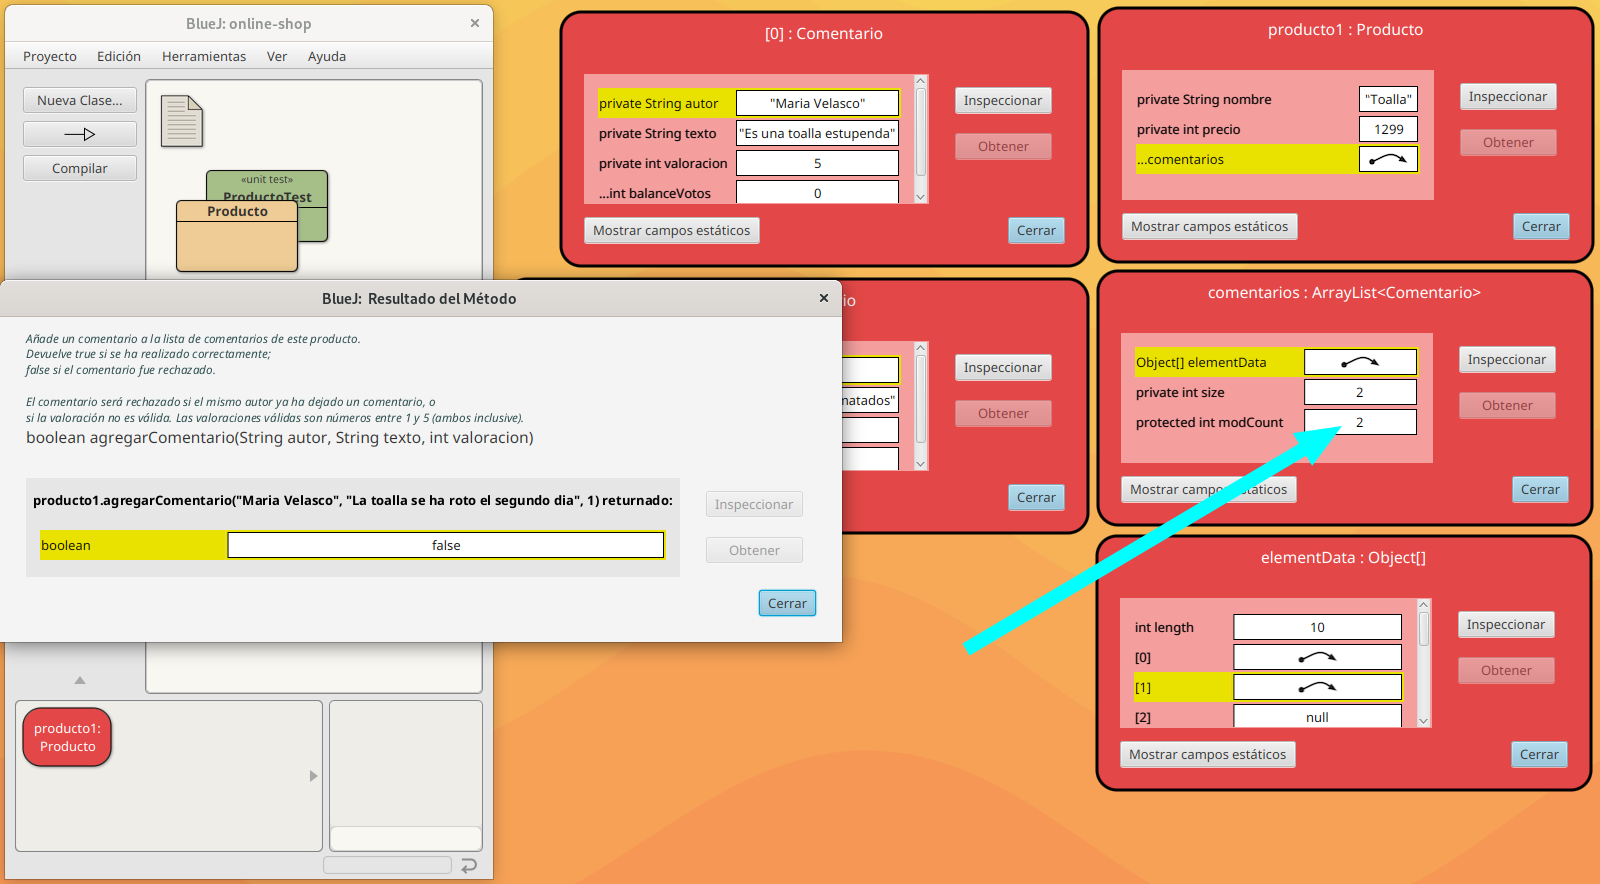 BlueJ: online-shop
Proyecto Edición Herramientas Ver Ayuda
Nueva Clase...
Compilar
«unit test»
ProductoTest
Producto
[0] : Comentario
private String autor "Maria Velasco"
private String texto "Es una toalla estupenda"
private int valoracion 5
...int balanceVotos 0
Inspeccionar
Obtener
Mostrar campos estáticos
Cerrar
producto1 : Producto
private String nombre "Toalla"
private int precio 1299
...comentarios
Inspeccionar
Obtener
Mostrar campos estáticos
Cerrar
io
natados"
Inspeccionar
Obtener
Cerrar
comentarios : ArrayList<Comentario>
Object[] elementData
private int size 2
protected int modCount 2
Inspeccionar
Obtener
Mostrar campos estáticos
Cerrar
BlueJ: Resultado del Método
Añade un comentario a la lista de comentarios de este producto.
Devuelve true si se ha realizado correctamente;
false si el comentario fue rechazado.
El comentario será rechazado si el mismo autor ya ha dejado un comentario, o
si la valoración no es válida. Las valoraciones válidas son números entre 1 y 5 (ambos inclusive).
boolean agregarComentario(String autor, String texto, int valoracion)
producto1.agregarComentario("Maria Velasco", "La toalla se ha roto el segundo dia", 1) returnado:
boolean false
Inspeccionar
Obtener
Cerrar
elementData : Object[]
int length 10
[0]
[1]
[2] null
Inspeccionar
Obtener
Mostrar campos estáticos
Cerrar
producto1:
Producto